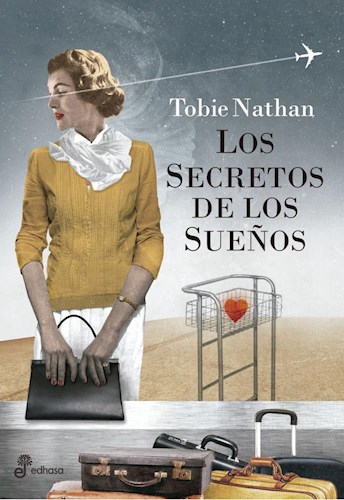 Tobie Nathan
LOS
SECRETOS
DE LOS
SUEÑOS
edhasa